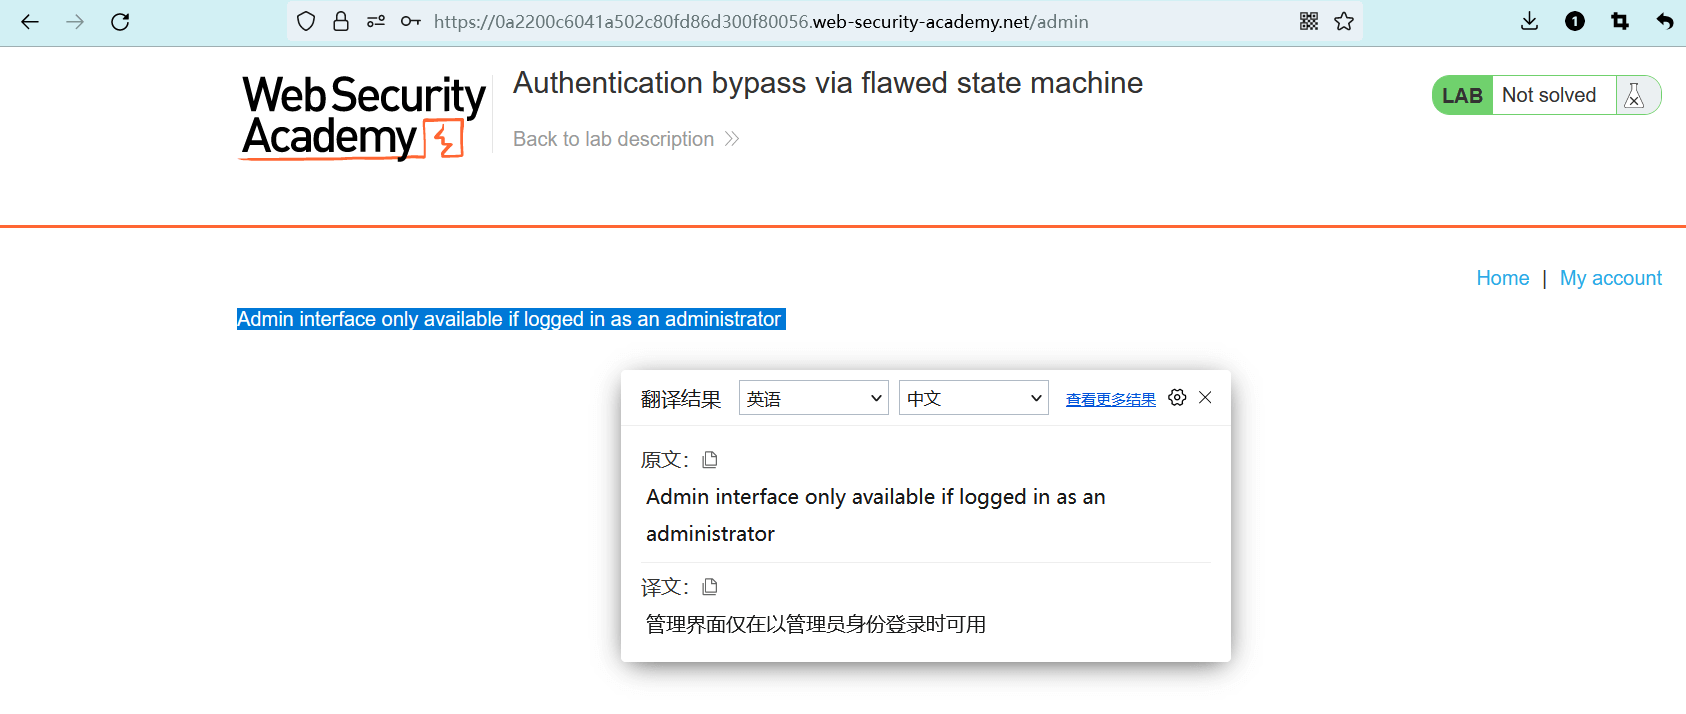 https://0a2200c6041a502c80fd86d300f80056.web-security-academy.net/admin
1
Web Security
Academy
Authentication bypass via flawed state machine
Back to lab description
LAB Not solved
Home | My account
Admin interface only available if logged in as an administrator
翻译结果 英语 中文 查看更多结果
原文：
Admin interface only available if logged in as an
administrator
译文：
管理界面仅在以管理员身份登录时可用